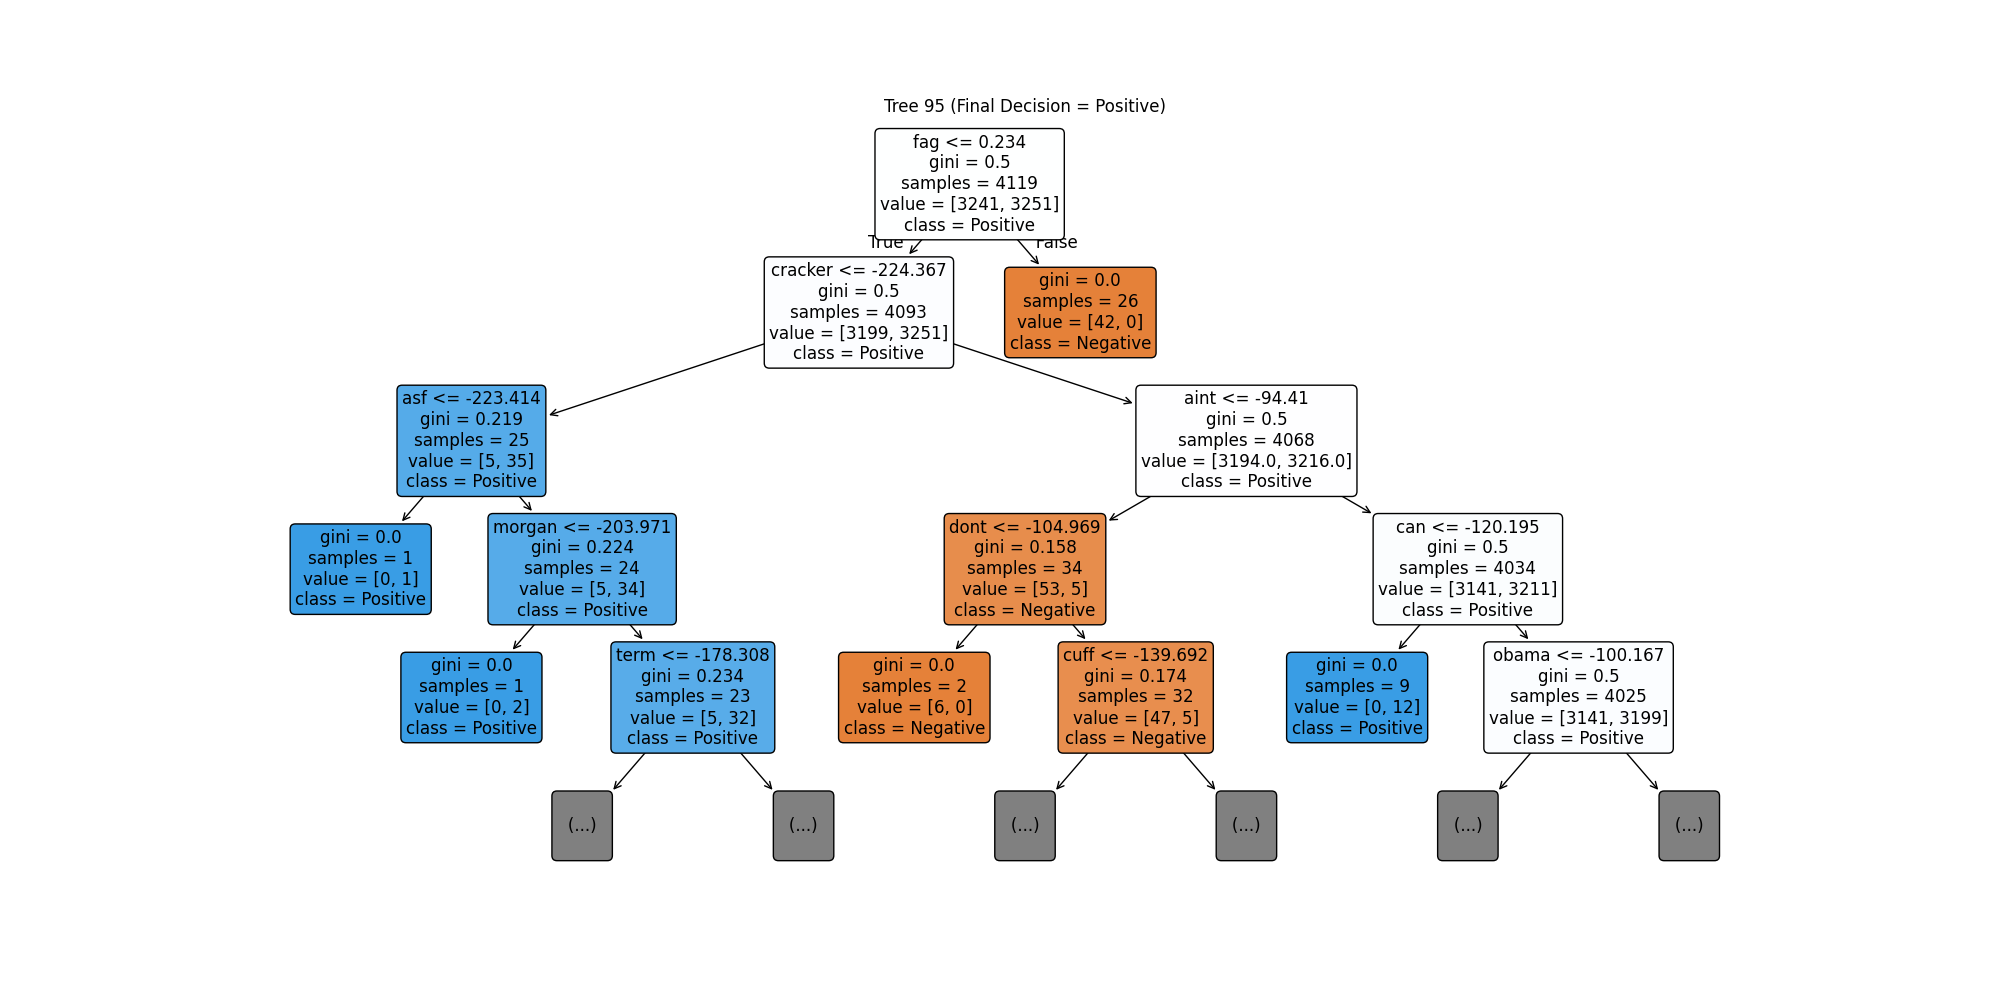 Tree 95 (Final Decision = Positive)
fag <= 0.234
gini = 0.5
samples = 4119
value = [3241, 3251]
class = Positive
True
False
cracker <= -224.367
gini = 0.5
samples = 4093
value = [3199, 3251]
class = Positive
gini = 0.0
samples = 26
value = [42, 0]
class = Negative
asf <= -223.414
gini = 0.219
samples = 25
value = [5, 35]
class = Positive
aint <= -94.41
gini = 0.5
samples = 4068
value = [3194.0, 3216.0]
class = Positive
gini = 0.0
samples = 1
value = [0, 1]
class = Positive
morgan <= -203.971
gini = 0.224
samples = 24
value = [5, 34]
class = Positive
dont <= -104.969
gini = 0.158
samples = 34
value = [53, 5]
class = Negative
can <= -120.195
gini = 0.5
samples = 4034
value = [3141, 3211]
class = Positive
gini = 0.0
samples = 1
value = [0, 2]
class = Positive
term <= -178.308
gini = 0.234
samples = 23
value = [5, 32]
class = Positive
gini = 0.0
samples = 2
value = [6, 0]
class = Negative
cuff <= -139.692
gini = 0.174
samples = 32
value = [47, 5]
class = Negative
gini = 0.0
samples = 9
value = [0, 12]
class = Positive
obama <= -100.167
gini = 0.5
samples = 4025
value = [3141, 3199]
class = Positive
(...)
(...)
(...)
(...)
(...)
(...)